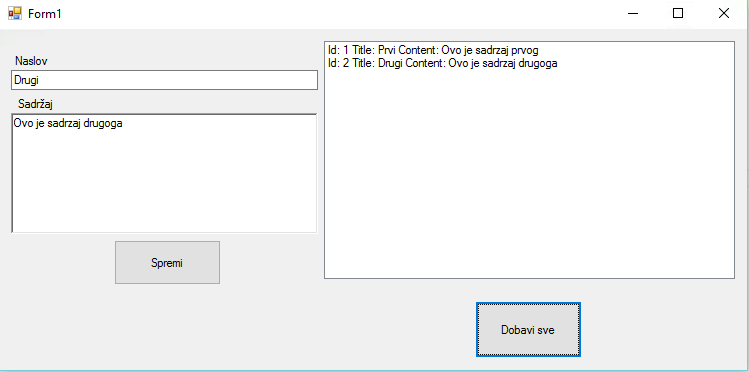 Form1
Naslov
Drugi
Sadržaj
Ovo je sadrzaj drugoga
Spremi
Id: 1 Title: Prvi Content: Ovo je sadrzaj prvog
Id: 2 Title: Drugi Content: Ovo je sadrzaj drugoga
Dobavi sve